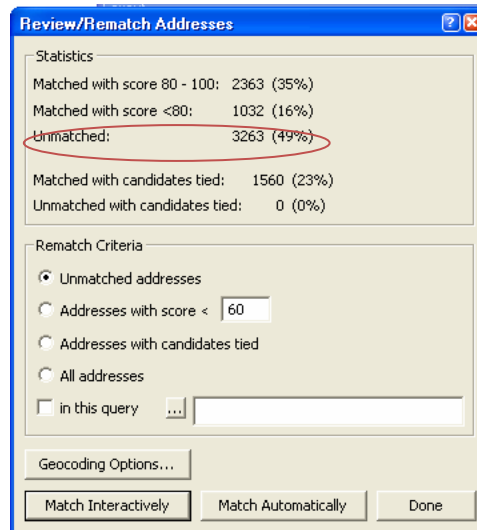 Review/Rematch Addresses
Statistics
Matched with score 80 - 100: 2363 (35%)
Matched with score <80: 1032 (16%)
Unmatched: 3263 (49%)
Matched with candidates tied: 1560 (23%)
Unmatched with candidates tied: 0 (0%)
Rematch Criteria
Unmatched addresses
Addresses with score < 60
Addresses with candidates tied
All addresses
in this query ...
Geocoding Options...
Match Interactively Match Automatically Done